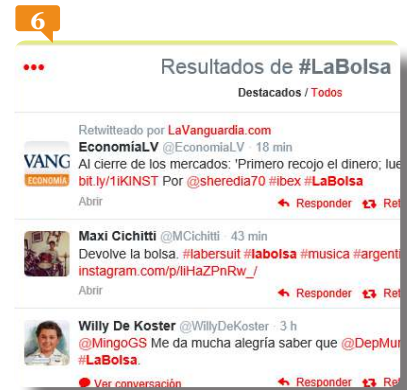 6
Resultados de #LaBolsa
Destacados / Todos
Retwitteado por LaVanguardia.com
EconomíaLV @EconomiaLV · 18 min
VANG
ECONOMÍA
Al cierre de los mercados: 'Primero recojo el dinero;
bit.ly/1iKINST Por @sheredia70 #ibex #LaBolsa
Abrir
Responder
Maxi Cichitti @MCichitti · 43 min
Devolve la bolsa. #labersuit #labolsa #musica
instagram.com/p/liHaZPnRw_/
Abrir
Responder
Willy De Koster @WillyDeKoster · 3 h
@MingoGS Me da mucha alegría saber que
#LaBolsa.
Ver conversación
Responder